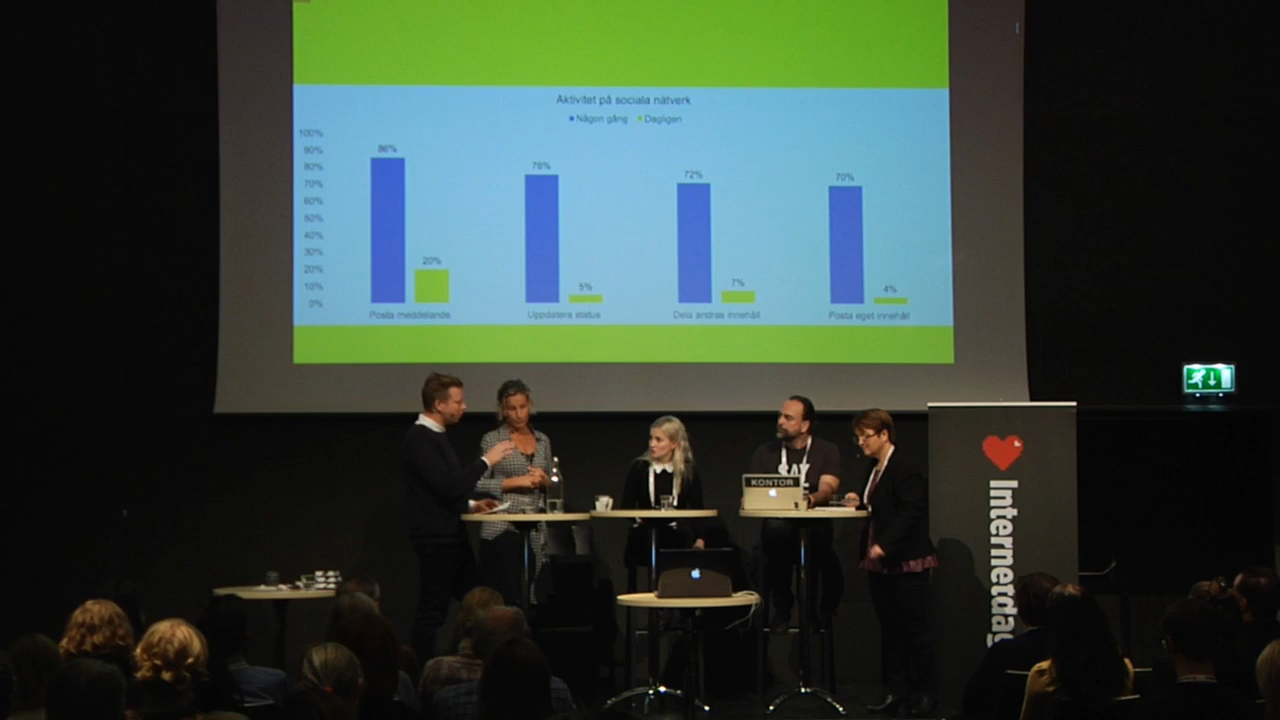 Aktivitet på sociala nätverk
Någon gång Dagligen
100%
90%
80%
70%
60%
50%
40%
30%
20%
10%
0%
86%
20%
76%
5%
72%
7%
70%
4%
Posta meddelande
Uppdatera status
Dela andras innehåll
Posta eget innehåll
KONTOR
Internetdag